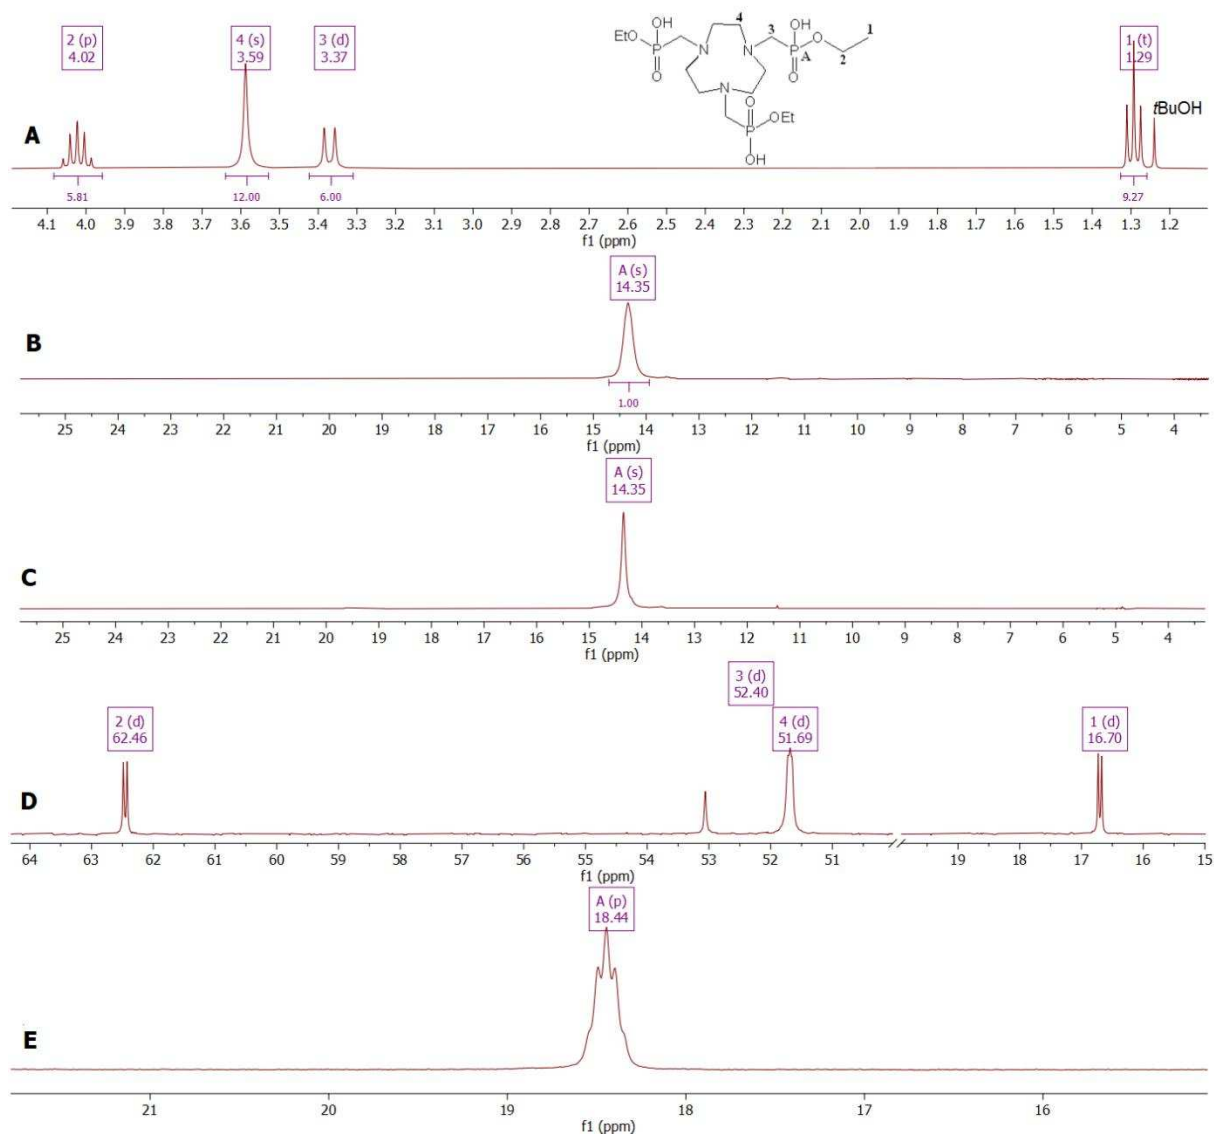 2 (p)
4.02
4 (s)
3.59
3 (d)
3.37
1 (t)
1.29
tBuOH
OH
EtO
P
O
N
4
N
3
OH
P
A
O
O
2
1
N
O
P
OEt
OH
A
5.81
12.00
6.00
9.27
4.1 4.0 3.9 3.8 3.7 3.6 3.5 3.4 3.3 3.2 3.1 3.0 2.9 2.8 2.7 2.6 2.5 2.4 2.3 2.2 2.1 2.0 1.9 1.8 1.7 1.6 1.5 1.4 1.3 1.2
f1 (ppm)
A (s)
14.35
B
1.00
25 24 23 22 21 20 19 18 17 16 15 14 13 12 11 10 9 8 7 6 5 4
f1 (ppm)
A (s)
14.35
C
25 24 23 22 21 20 19 18 17 16 15 14 13 12 11 10 9 8 7 6 5 4
f1 (ppm)
3 (d)
52.40
2 (d)
62.46
4 (d)
51.69
1 (d)
16.70
D
64 63 62 61 60 59 58 57 56 55 54 53 52 51 19 18 17 16 15
f1 (ppm)
A (p)
18.44
E
21 20 19 18 17 16
f1 (ppm)